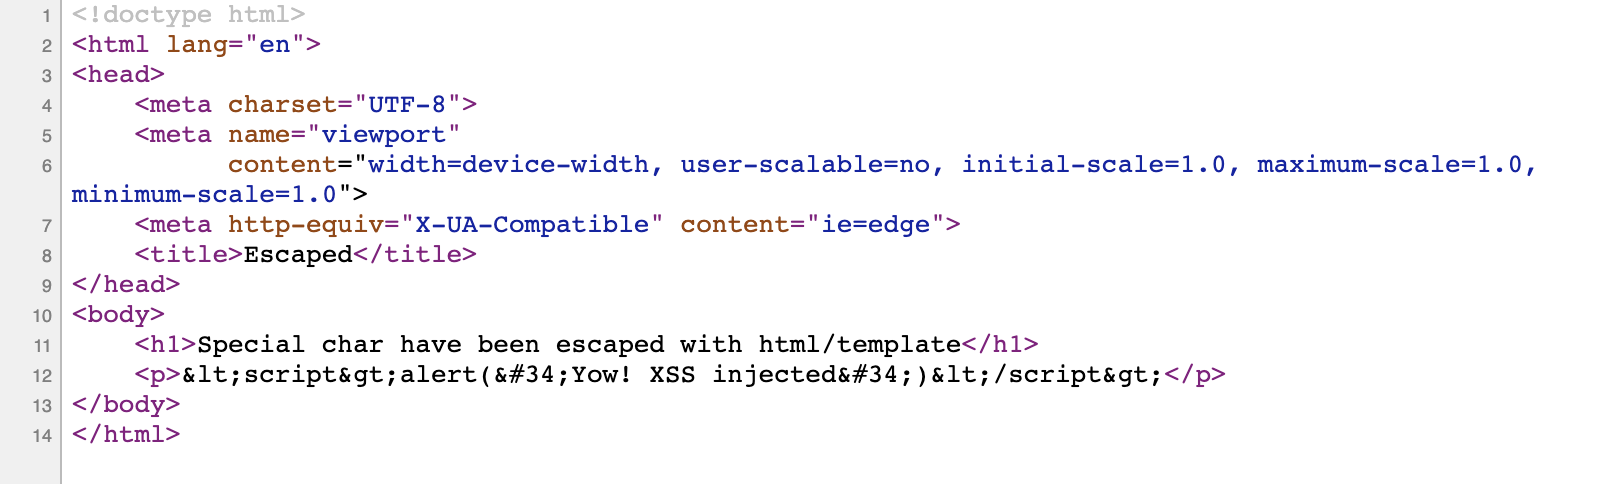 1 <!doctype html>
2 <html lang="en">
3 <head>
4     <meta charset="UTF-8">
5     <meta name="viewport"
6           content="width=device-width, user-scalable=no, initial-scale=1.0, maximum-scale=1.0,
minimum-scale=1.0">
7     <meta http-equiv="X-UA-Compatible" content="ie=edge">
8     <title>Escaped</title>
9 </head>
10 <body>
11     <h1>Special char have been escaped with html/template</h1>
12     <p>&lt;script&gt;alert(&#34;Yow! XSS injected&#34;)&lt;/script&gt;</p>
13 </body>
14 </html>